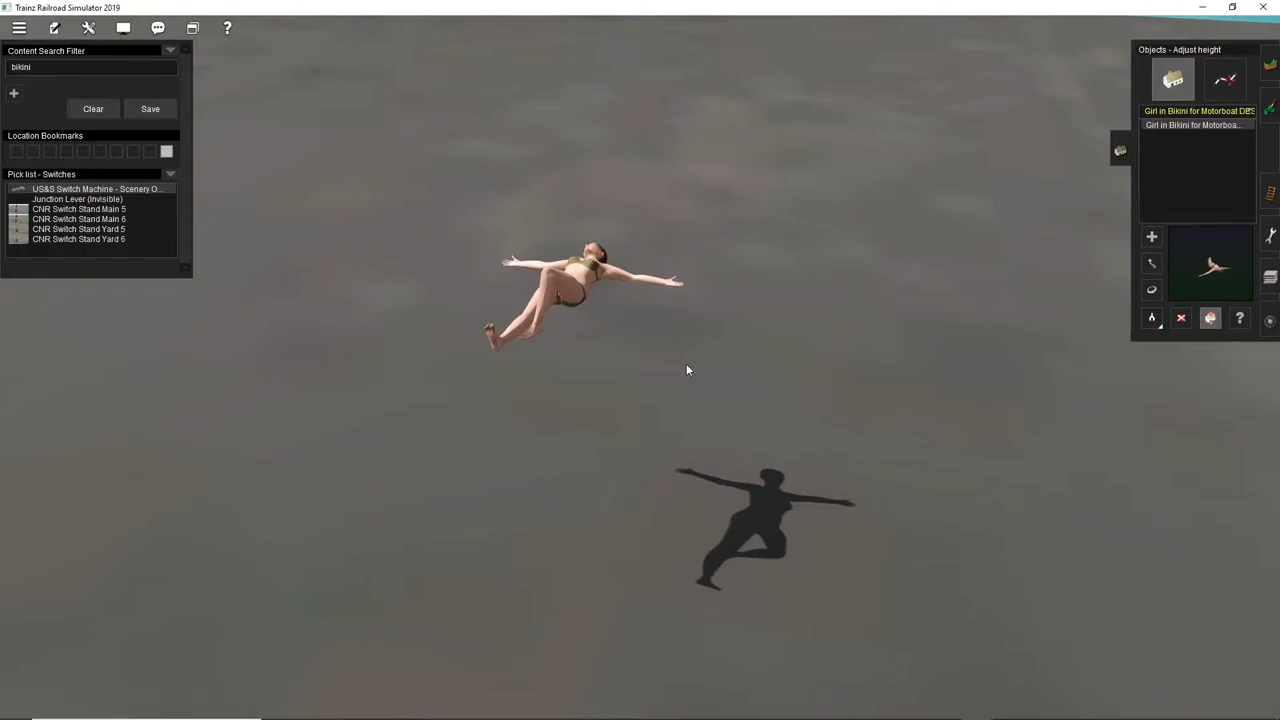 Trainz Railroad Simulator 2019
Content Search Filter
bikini
Clear
Save
Location Bookmarks
Pick list - Switches
US&S Switch Machine - Scenery O...
Junction Lever (Invisible)
CNR Switch Stand Main 5
CNR Switch Stand Main 6
CNR Switch Stand Yard 5
CNR Switch Stand Yard 6
Objects - Adjust height
Girl in Bikini for Motorboat DES
Girl in Bikini for Motorboa...